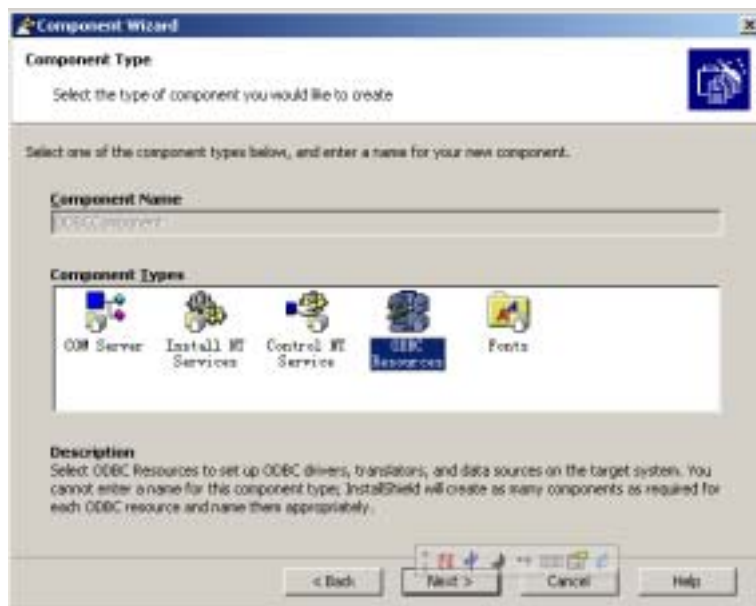 Component Wizard
Component Type
Select the type of component you would like to create
Select one of the component types below, and enter a name for your new component.
Component Name
ODBCComponent
Component Types
COM Server
Install NT Services
Control NT Service
ODBC Resources
Fonts
Description
Select ODBC Resources to set up ODBC drivers, translators, and data sources on the target system. You
cannot enter a name for this component type; InstallShield will create as many components as required for
each ODBC resource and name them appropriately.
< Back
Next >
Cancel
Help